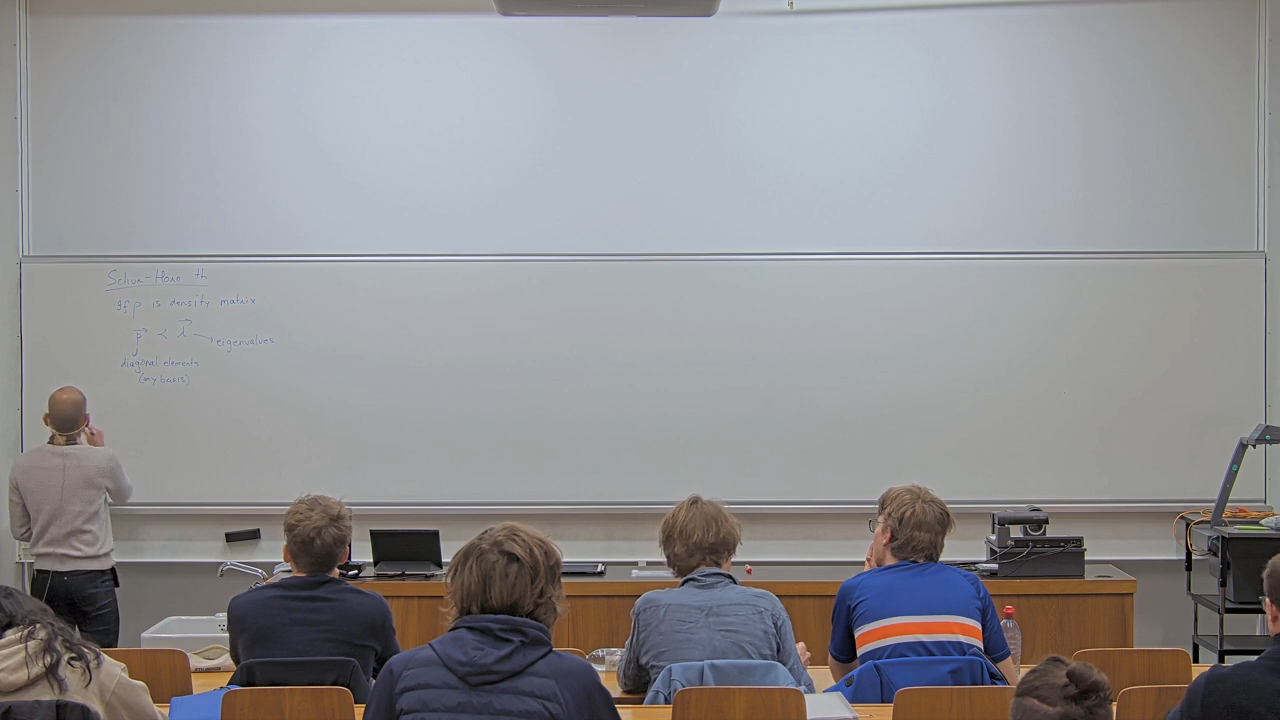 Schur-Horn th
If ρ is density matrix
p⃗ ≺ λ⃗ → eigenvalues
diagonal elements
(any basis)